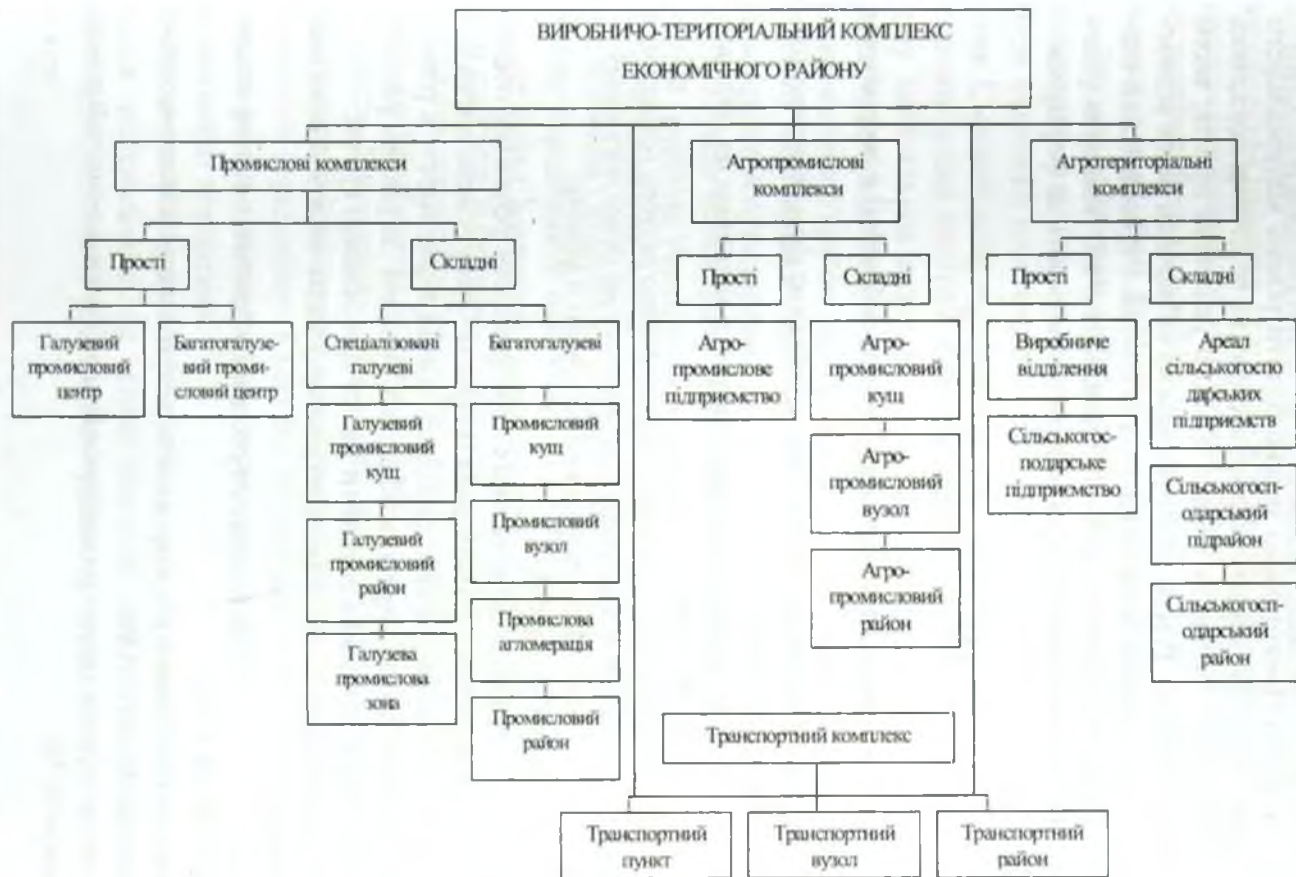 ВИРОБНИЧО-ТЕРИТОРІАЛЬНИЙ КОМПЛЕКС
ЕКОНОМІЧНОГО РАЙОНУ
Промислові комплекси
Агропромислові
комплекси
Агротериторіальні
комплекси
Прості
Складні
Прості
Складні
Прості
Складні
Галузевий
промисловий
центр
Багатогалузе-
вий проми-
словий центр
Спеціалізовані
галузеві
Багатогалузеві
Агро-
промислове
підприємство
Агро-
промисловий
кущ
Виробниче
відділення
Ареал
сільськогоспо
дарських
підприємств
Галузевий
промисловий
кущ
Промисловий
кущ
Агро-
промисловий
вузол
Сільськогос-
подарське
підприємство
Сільськогосп-
одарський
підрайон
Галузевий
промисловий
район
Промисловий
вузол
Агро-
промисловий
район
Сільськогосп-
одарський
район
Галузева
промислова
зона
Промислова
агломерація
Промисловий
район
Транспортний комплекс
Транспортний
пункт
Транспортний
вузол
Транспортний
район